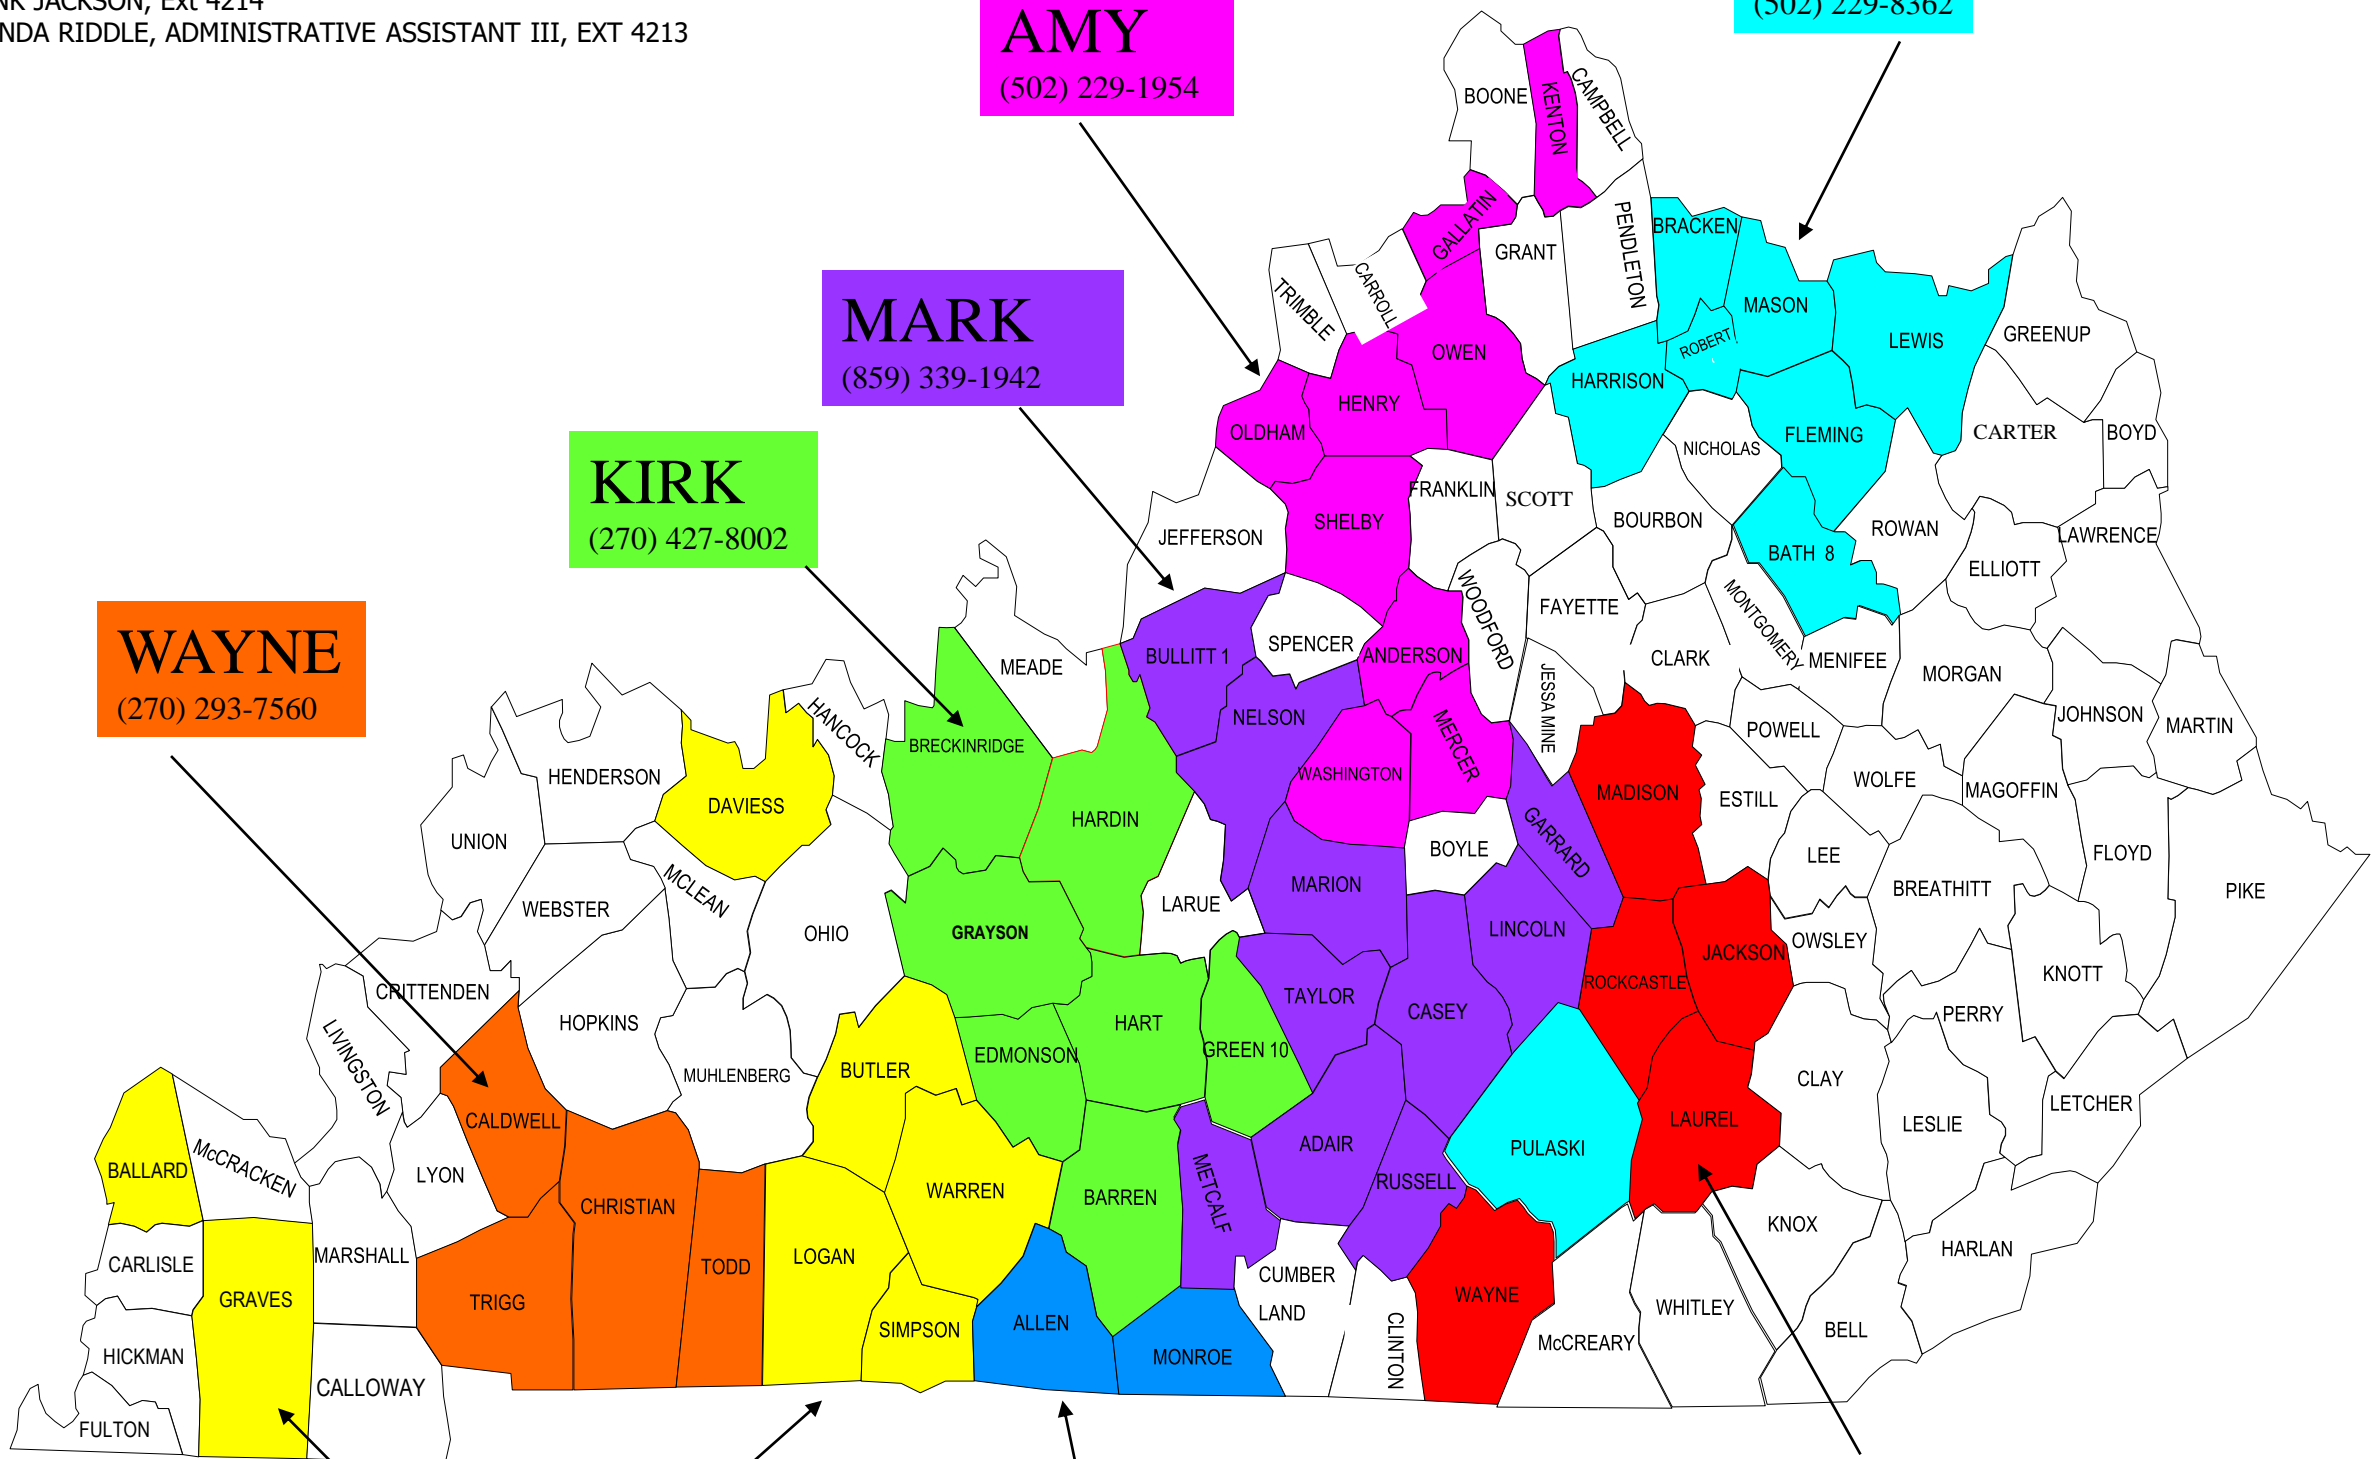 JACKSON, Ext 4214
RIDDLE, ADMINISTRATIVE ASSISTANT III, EXT 4213
AMY
(502) 229-1954
(502) 229-8362
MARK
(859) 339-1942
KIRK
(270) 427-8002
WAYNE
(270) 293-7560
BOONE
KENTON
CAMPBELL
GALLATIN
GRANT
PENDLETON
BRACKEN
MASON
ROBERT
LEWIS
GREENUP
TRIMBLE
CARROLL
OWEN
HARRISON
HENRY
OLDHAM
NICHOLAS
FLEMING
CARTER
BOYD
FRANKLIN
SCOTT
SHELBY
JEFFERSON
BOURBON
BATH 8
ROWAN
ELLIOTT
LAWRENCE
WOODFORD
FAYETTE
MONTGOMERY
BULLITT 1
SPENCER
ANDERSON
CLARK
MENIFEE
MORGAN
MEADE
JESSA MINE
HANCOCK
BRECKINRIDGE
NELSON
MERCER
POWELL
JOHNSON
MARTIN
HENDERSON
DAVIESS
HARDIN
WASHINGTON
MADISON
ESTILL
WOLFE
MAGOFFIN
UNION
MCLEAN
BOYLE
GARRARD
LEE
FLOYD
WEBSTER
OHIO
GRAYSON
LARUE
MARION
LINCOLN
BREATHITT
PIKE
CRITTENDEN
HOPKINS
HART
GREEN 10
TAYLOR
CASEY
ROCKCASTLE
JACKSON
OWSLEY
KNOTT
PERRY
LIVINGSTON
MUHLENBERG
BUTLER
EDMONSON
CALDWELL
PULASKI
LAUREL
CLAY
LESLIE
LETCHER
BALLARD
McCRACKEN
LYON
CHRISTIAN
WARREN
BARREN
METCALF
ADAIR
RUSSELL
KNOX
HARLAN
CARLISLE
GRAVES
MARSHALL
TRIGG
TODD
LOGAN
SIMPSON
ALLEN
MONROE
CUMBER
LAND
CLINTON
WAYNE
McCREARY
WHITLEY
BELL
HICKMAN
CALLOWAY
FULTON